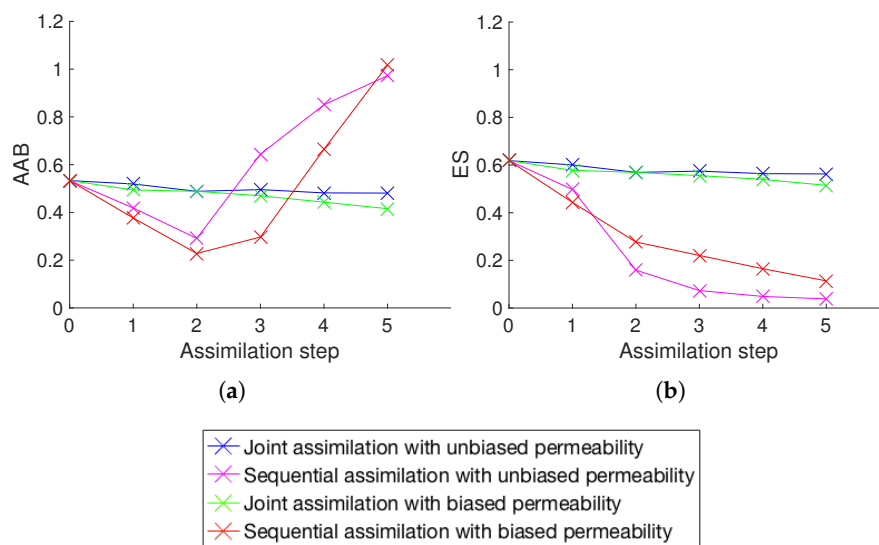 1.2
1
0.8
0.6
0.4
0.2
0
AAB
0 1 2 3 4 5
Assimilation step
(a)
1.2
1
0.8
0.6
0.4
0.2
0
ES
0 1 2 3 4 5
Assimilation step
(b)
Joint assimilation with unbiased permeability
Sequential assimilation with unbiased permeability
Joint assimilation with biased permeability
Sequential assimilation with biased permeability